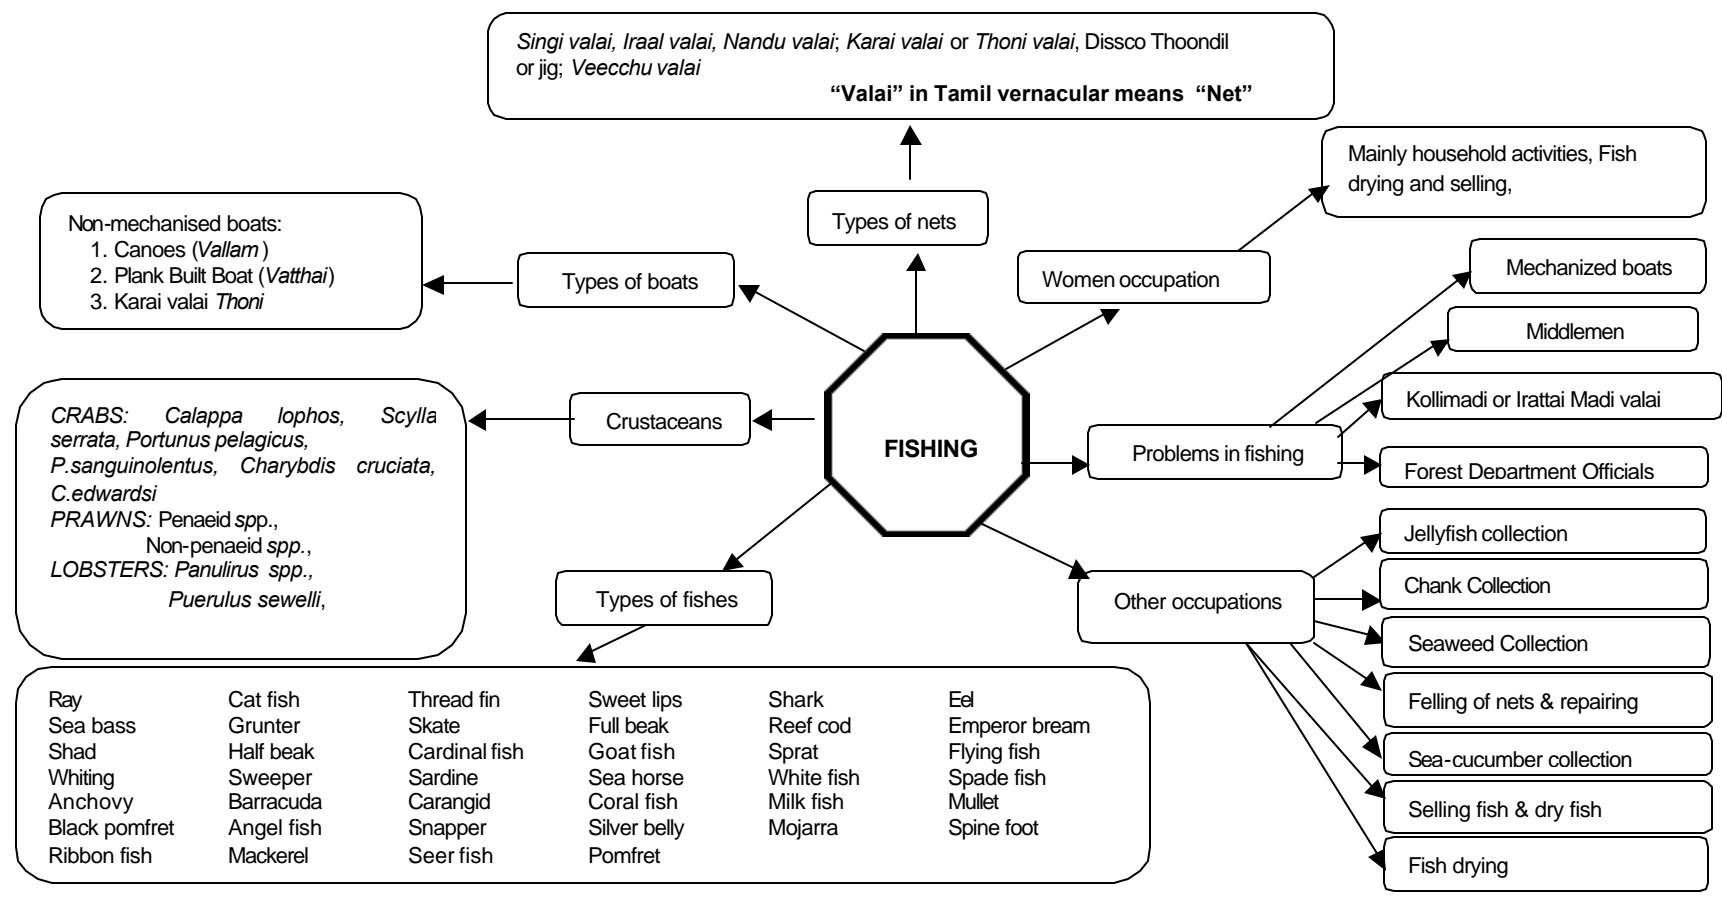 Singi valai, Iraal valai, Nandu valai; Karai valai or Thoni valai, Dissco Thoondil
or jig; Veecchu valai
“Valai” in Tamil vernacular means “Net”
Mainly household activities, Fish
drying and selling,
Types of nets
Non-mechanised boats:
1. Canoes (Vallam)
2. Plank Built Boat (Vatthai)
3. Karai valai Thoni
Types of boats
Women occupation
Mechanized boats
Middlemen
Kollimadi or Irattai Madi valai
Forest Department Officials
Problems in fishing
FISHING
Crustaceans
CRABS: Calappa lophos, Scylla
serrata, Portunus pelagicus,
P.sanguinolentus, Charybdis cruciata,
C.edwardsi
PRAWNS: Penaeid spp.,
Non-penaeid spp.,
LOBSTERS: Panulirus spp.,
Puerulus sewelli,
Types of fishes
Other occupations
Jellyfish collection
Chank Collection
Seaweed Collection
Felling of nets & repairing
Sea-cucumber collection
Selling fish & dry fish
Fish drying
Ray Cat fish Thread fin Sweet lips Shark Eel
Sea bass Grunter Skate Full beak Reef cod Emperor bream
Shad Half beak Cardinal fish Goat fish Sprat Flying fish
Whiting Sweeper Sardine Sea horse White fish Spade fish
Anchovy Barracuda Carangid Coral fish Milk fish Mullet
Black pomfret Angel fish Snapper Silver belly Mojarra Spine foot
Ribbon fish Mackerel Seer fish Pomfret